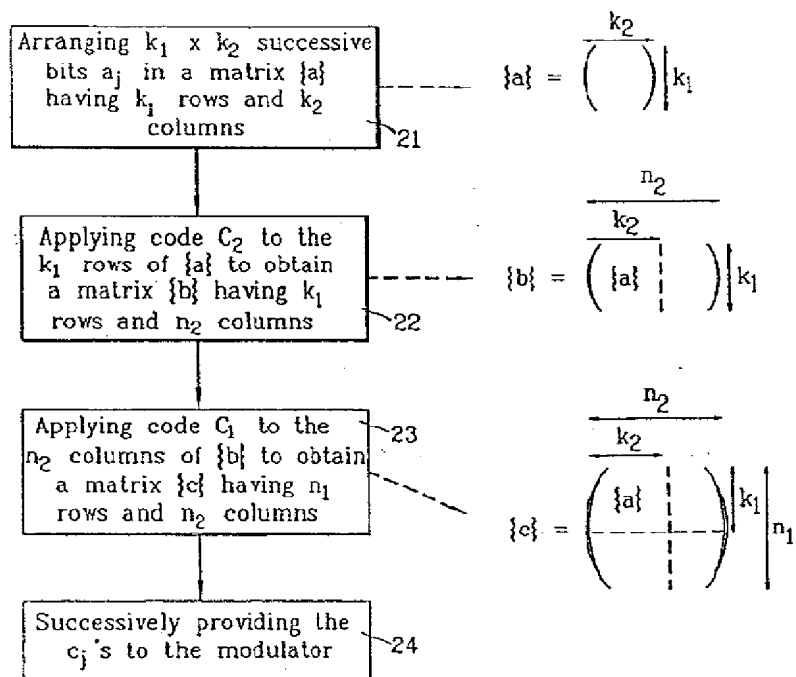 Arranging k₁ x k₂ successive
bits aⱼ in a matrix {a}
having k₁ rows and k₂
columns
21
k₂
{a} =
k₁
Applying code C₂ to the
k₁ rows of {a} to obtain
a matrix {b} having k₁
rows and n₂ columns
22
n₂
k₂
{b} = {a}
k₁
Applying code C₁ to the
n₂ columns of {b} to obtain
a matrix {c} having n₁
rows and n₂ columns
23
n₂
k₂
{a}
k₁
{c} =
n₁
Successively providing the
cⱼ's to the modulator
24